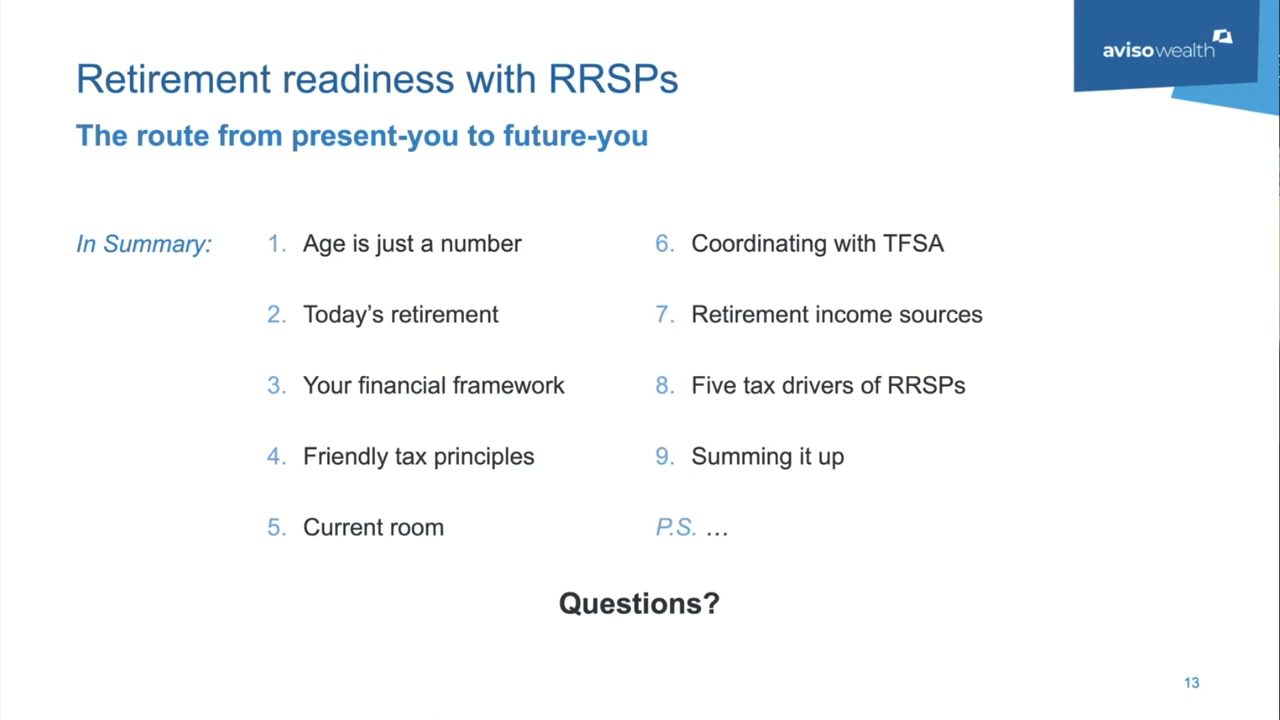 avisowealth
Retirement readiness with RRSPs
The route from present-you to future-you
In Summary:
1. Age is just a number
2. Today’s retirement
3. Your financial framework
4. Friendly tax principles
5. Current room
6. Coordinating with TFSA
7. Retirement income sources
8. Five tax drivers of RRSPs
9. Summing it up
P.S. …
Questions?
13